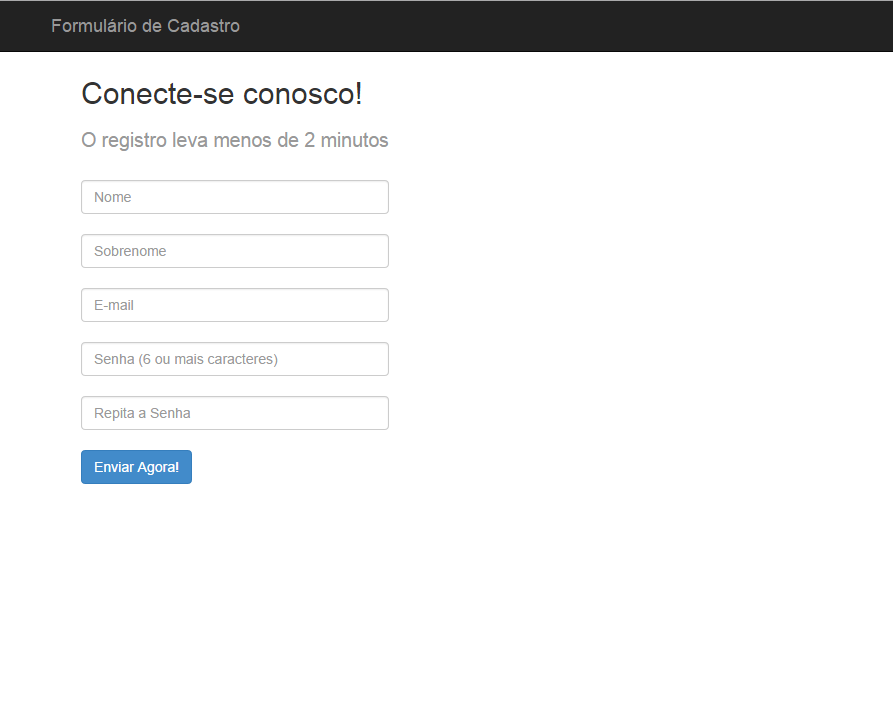 Formulário de Cadastro
Conecte-se conosco!
O registro leva menos de 2 minutos
Nome
Sobrenome
E-mail
Senha (6 ou mais caracteres)
Repita a Senha
Enviar Agora!